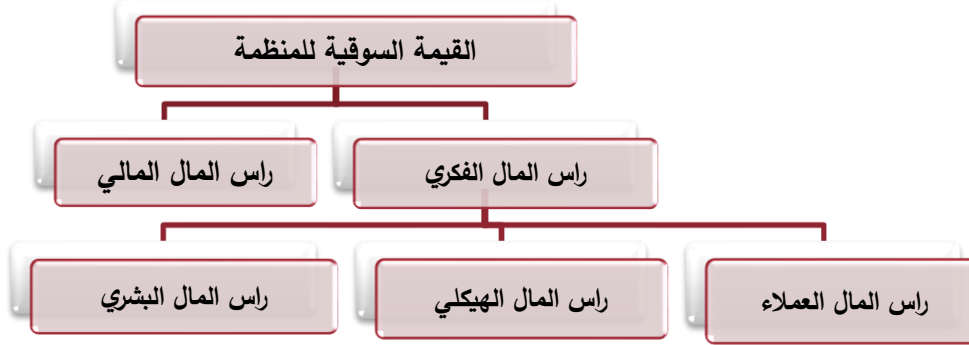 القيمة السوقية للمنظمة
راس المال الفكري
راس المال المالي
راس المال العملاء
راس المال الهيكلي
راس المال البشري